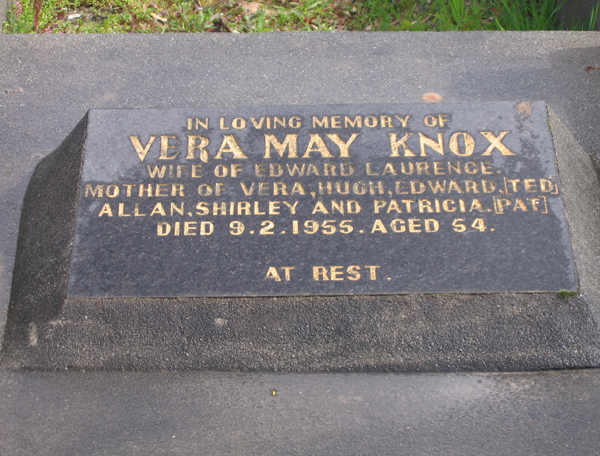 IN LOVING MEMORY OF
VERA MAY KNOX
WIFE OF EDWARD LAURENCE.
MOTHER OF VERA, HUGH, EDWARD. [TED]
ALLAN, SHIRLEY AND PATRICIA. [PAT]
DIED 9.2.1955. AGED 54.
AT REST.